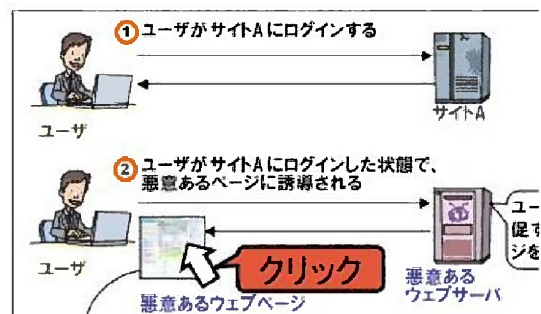 ① ユーザがサイトAにログインする
サイトA
ユーザ
② ユーザがサイトAにログインした状態で、
悪意あるページに誘導される
ユーザ
クリック
悪意あるウェブページ
悪意ある
ウェブサーバ
ユー
促す
ジを